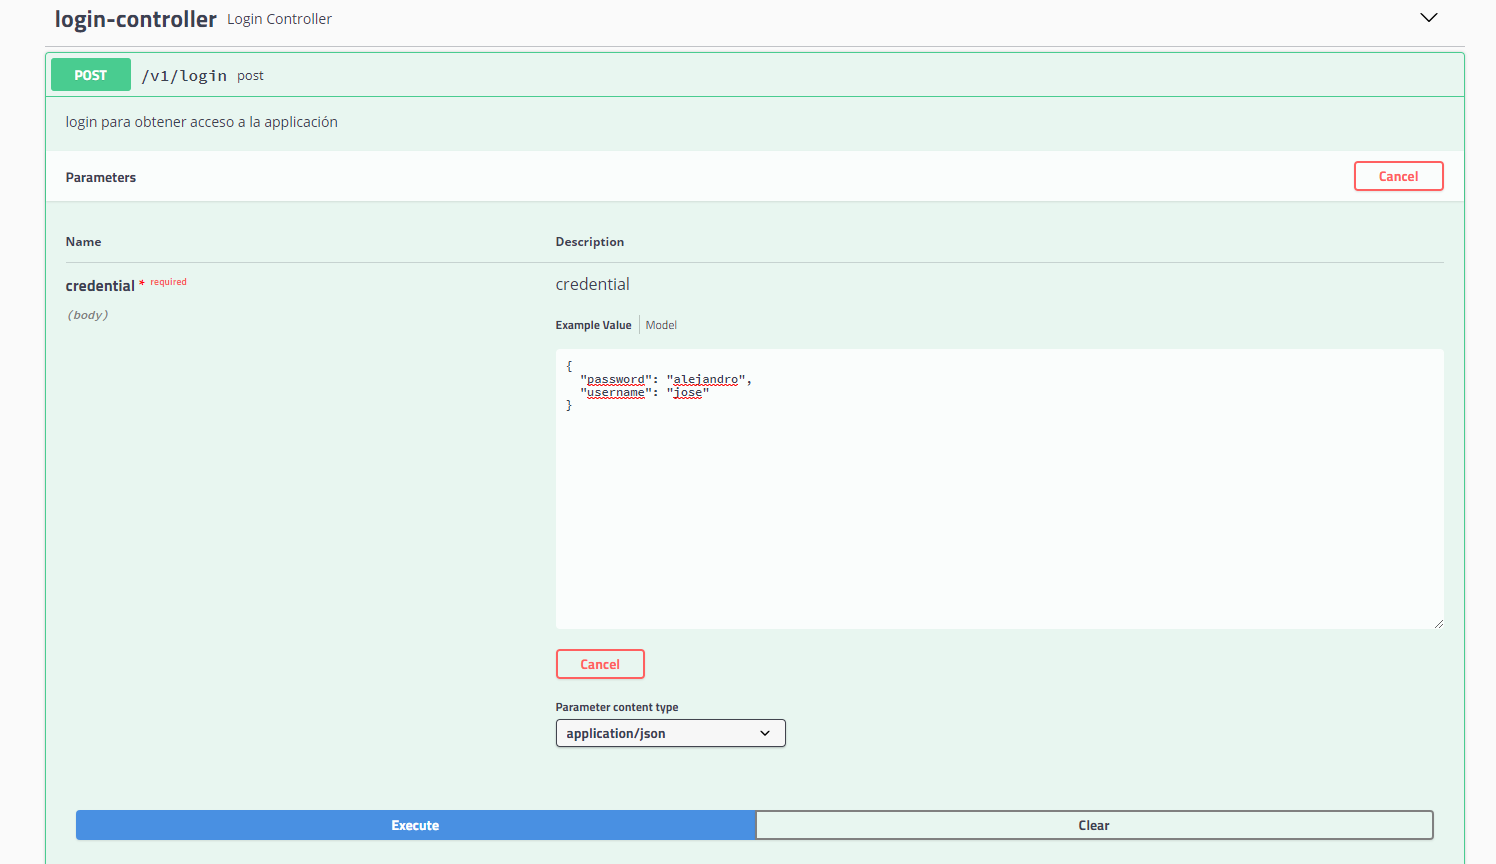 login-controller Login Controller
POST /v1/login post
login para obtener acceso a la applicación
Parameters Cancel
Name Description
credential * required credential
(body)
Example Value Model
{
"password": "alejandro",
"username": "jose"
}
Cancel
Parameter content type
application/json
Execute Clear